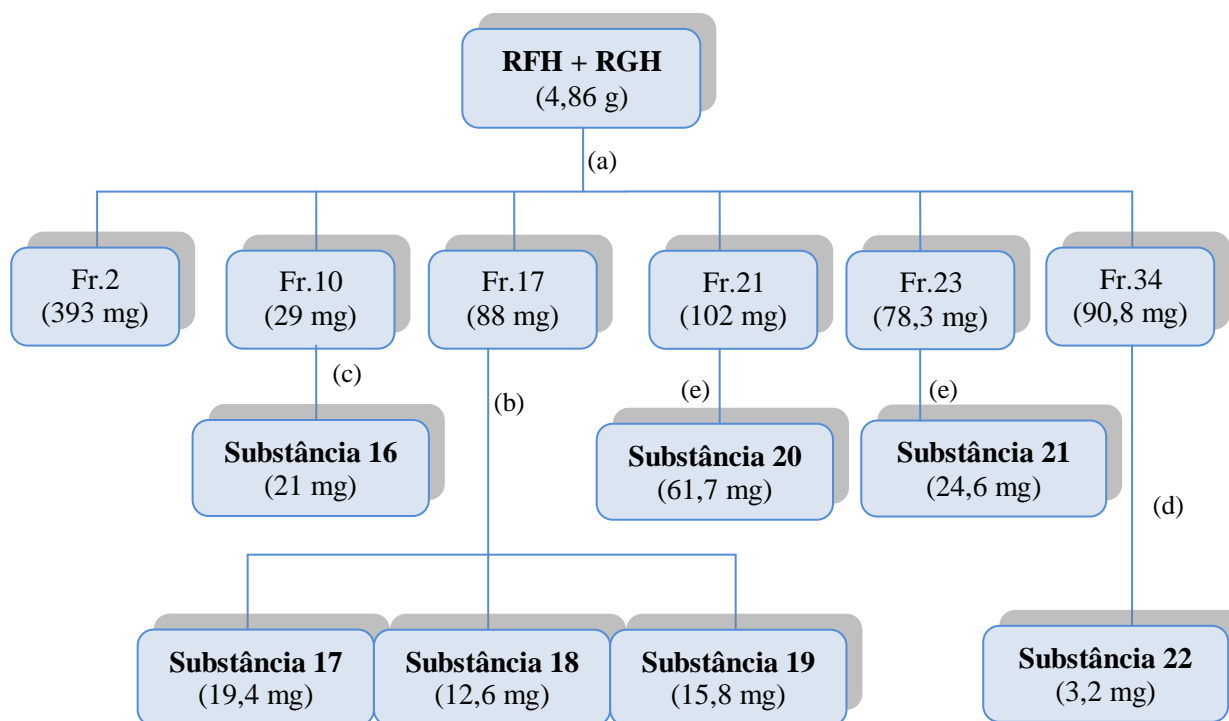 RFH + RGH
(4,86 g)
(a)
Fr.2
(393 mg)
Fr.10
(29 mg)
Fr.17
(88 mg)
Fr.21
(102 mg)
Fr.23
(78,3 mg)
Fr.34
(90,8 mg)
(c)
(b)
(e)
(e)
(d)
Substância 16
(21 mg)
Substância 20
(61,7 mg)
Substância 21
(24,6 mg)
Substância 17
(19,4 mg)
Substância 18
(12,6 mg)
Substância 19
(15,8 mg)
Substância 22
(3,2 mg)